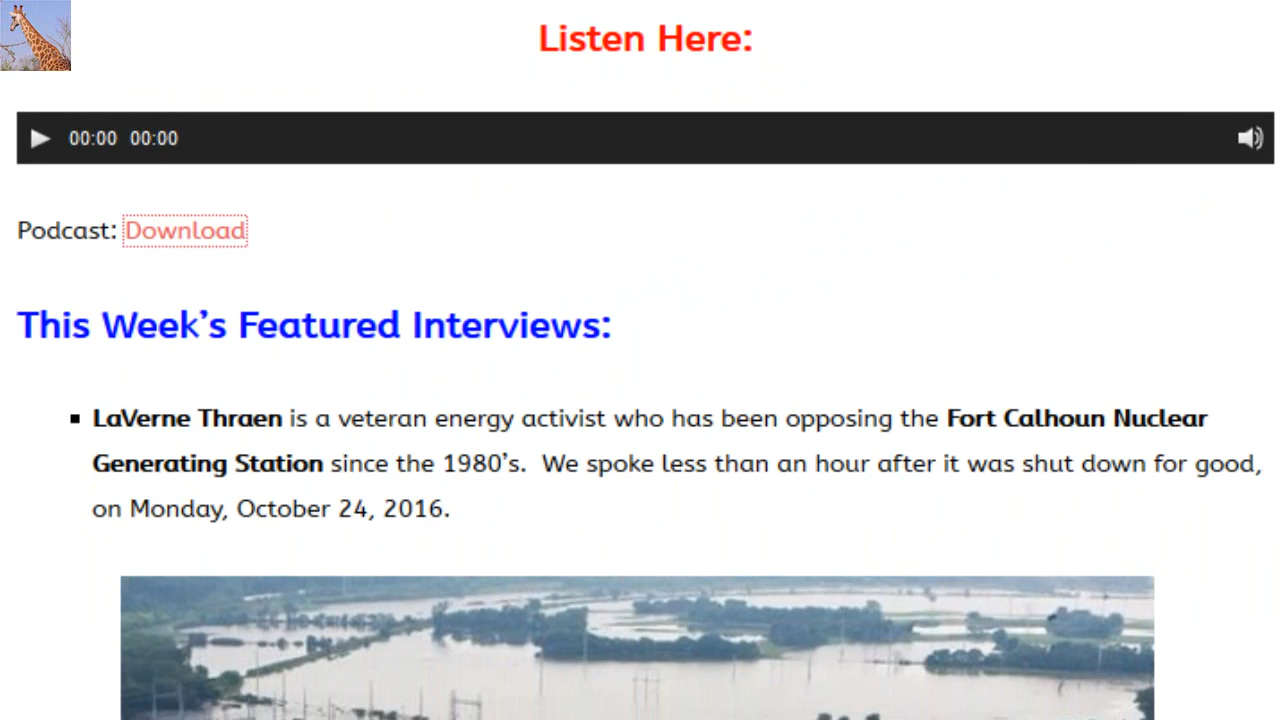 Listen Here:
00:00 00:00
Podcast: Download
This Week's Featured Interviews:
LaVerne Thraen is a veteran energy activist who has been opposing the Fort Calhoun Nuclear
Generating Station since the 1980's.  We spoke less than an hour after it was shut down for good,
on Monday, October 24, 2016.